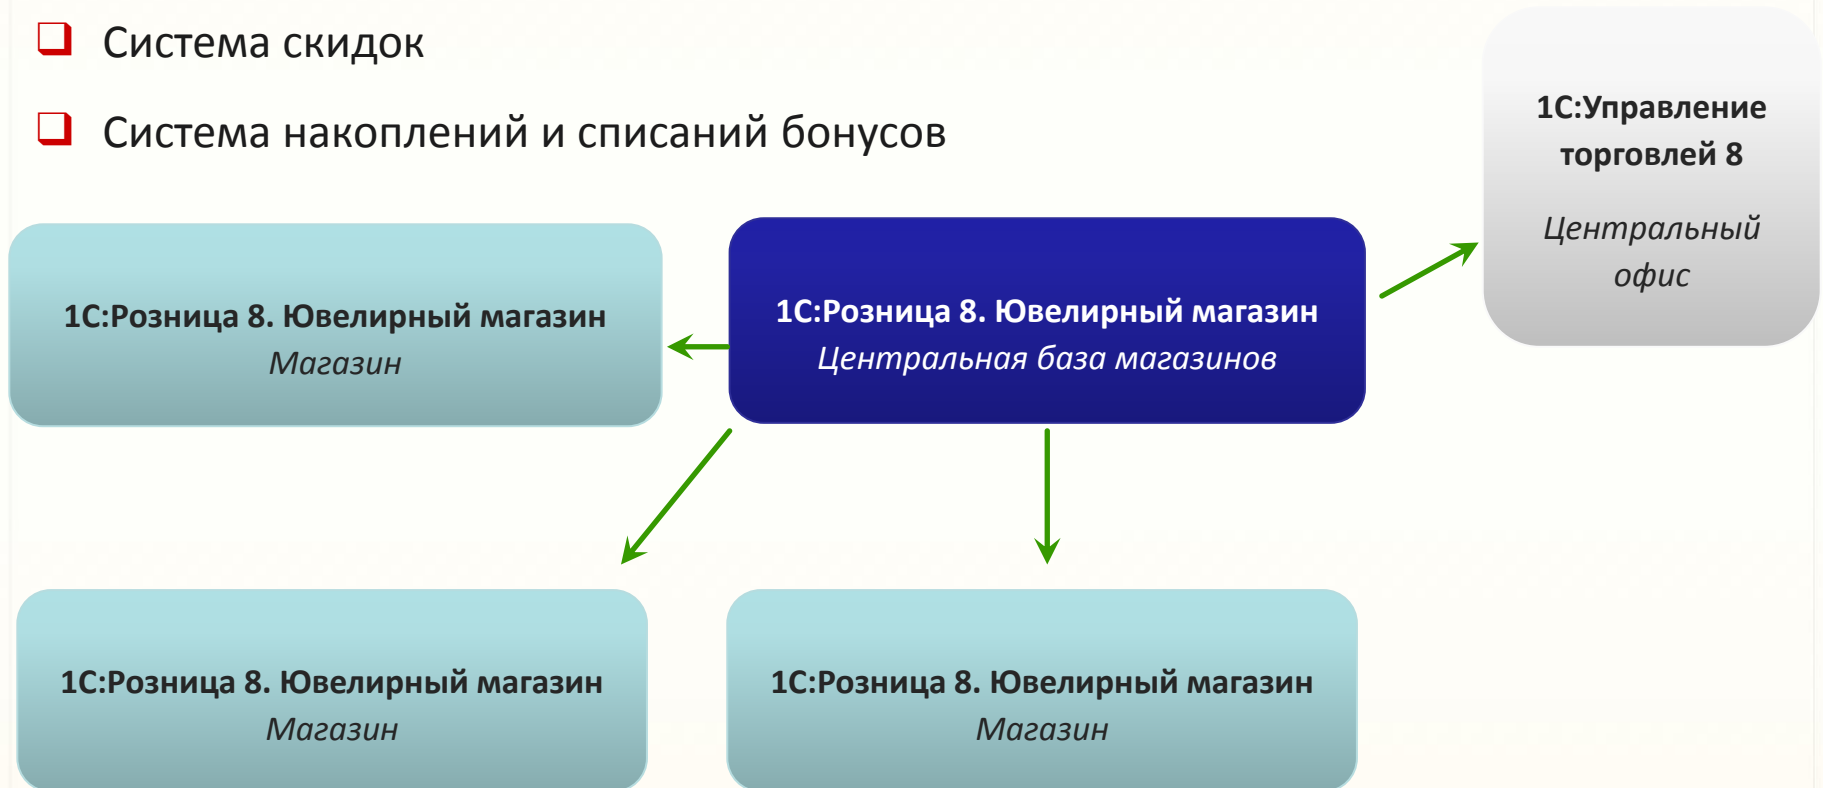 Система скидок
Система накоплений и списаний бонусов
1С:Управление
торговлей 8
Центральный
офис
1С:Розница 8. Ювелирный магазин
Магазин
1С:Розница 8. Ювелирный магазин
Центральная база магазинов
1С:Розница 8. Ювелирный магазин
Магазин
1С:Розница 8. Ювелирный магазин
Магазин